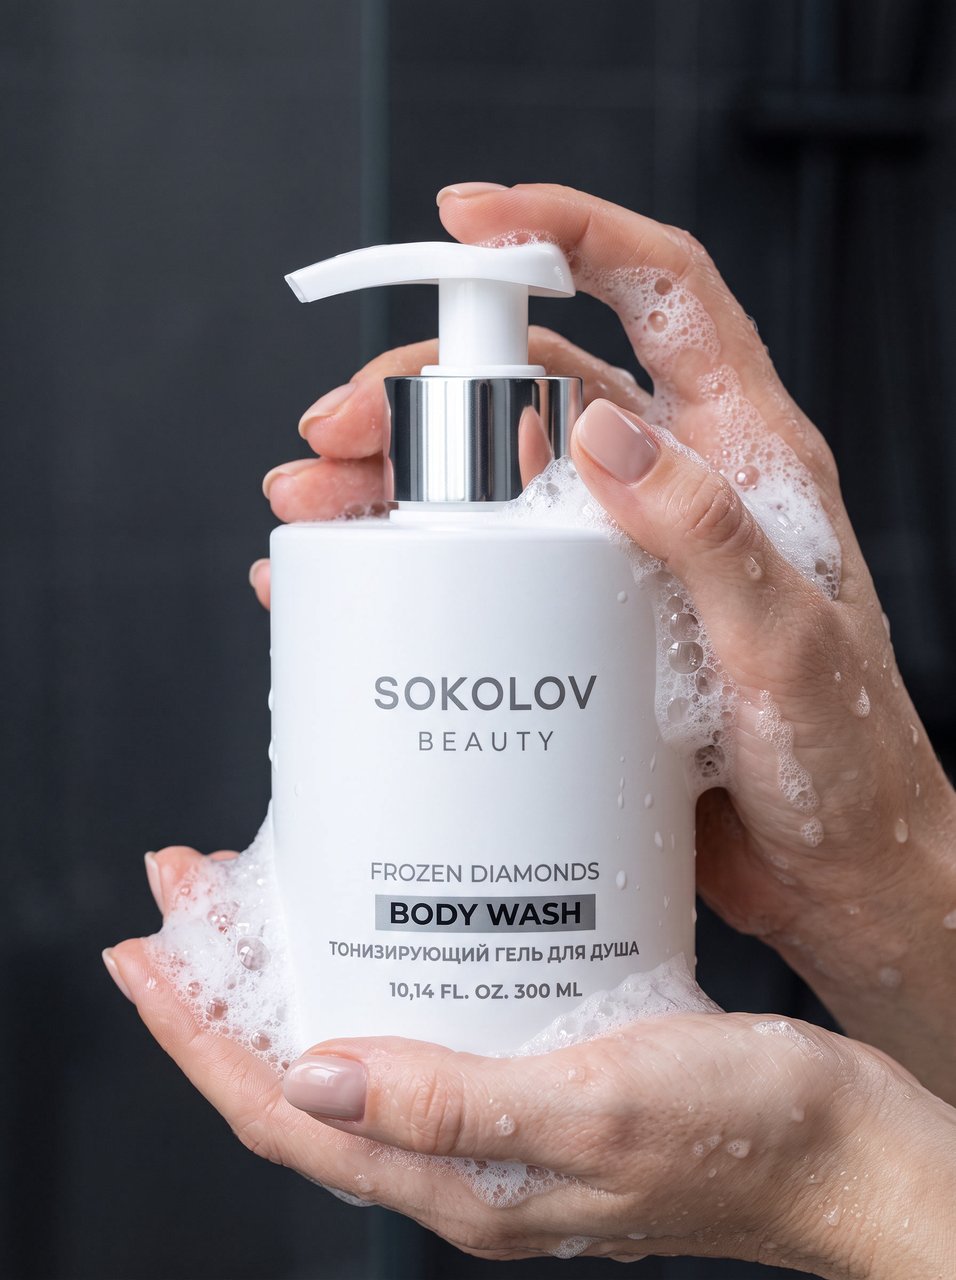 SOKOLOV
BEAUTY
FROZEN DIAMONDS
BODY WASH
ТОНИЗИРУЮЩИЙ ГЕЛЬ ДЛЯ ДУША
10,14 FL. OZ. 300 ML